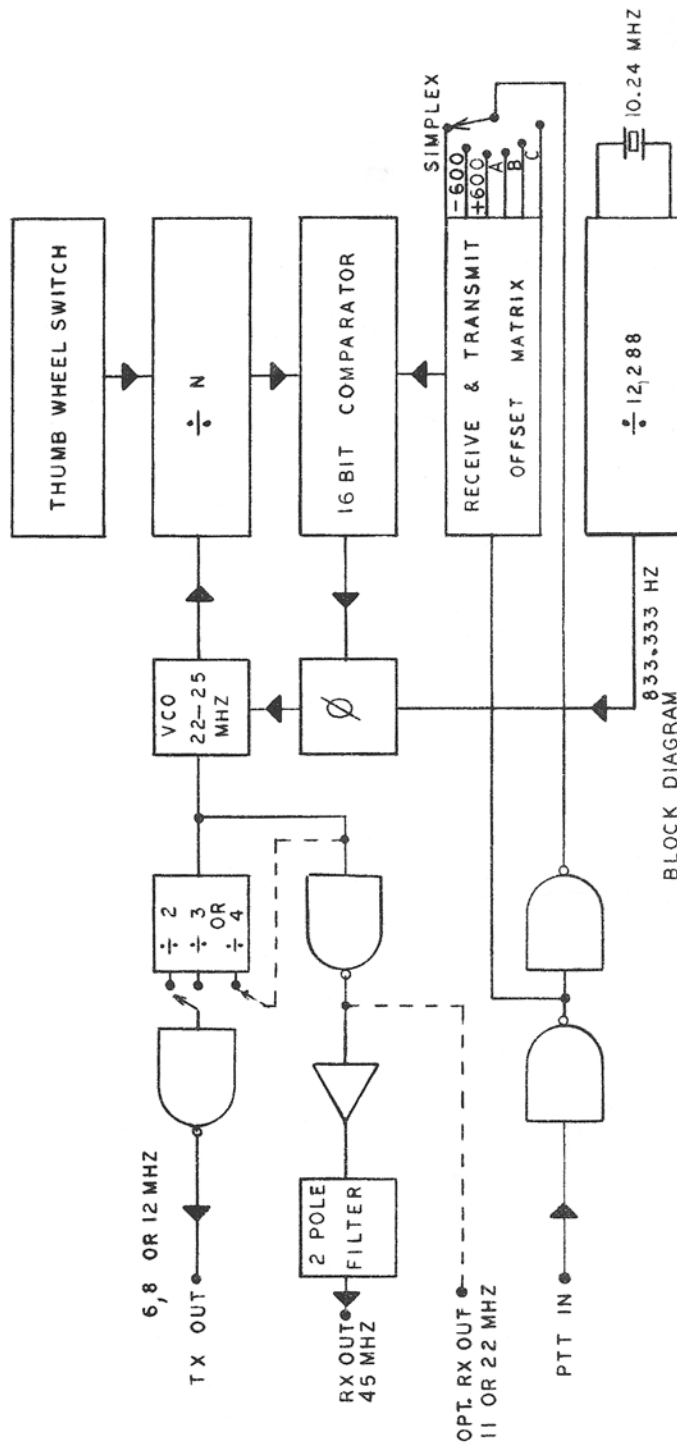 THUMB WHEEL SWITCH
÷ N
16 BIT COMPARATOR
RECEIVE & TRANSMIT
OFFSET MATRIX
SIMPLEX
-600
+600
A
B
C
÷ 12,288
10.24 MHZ
833.333 HZ
VCO
22-25
MHZ
Ø
÷ 2
÷ 3
OR
÷ 4
6,8 OR 12 MHZ
TX OUT
2 POLE
FILTER
RX OUT
45 MHZ
OPT. RX OUT
11 OR 22 MHZ
PTT IN
BLOCK DIAGRAM